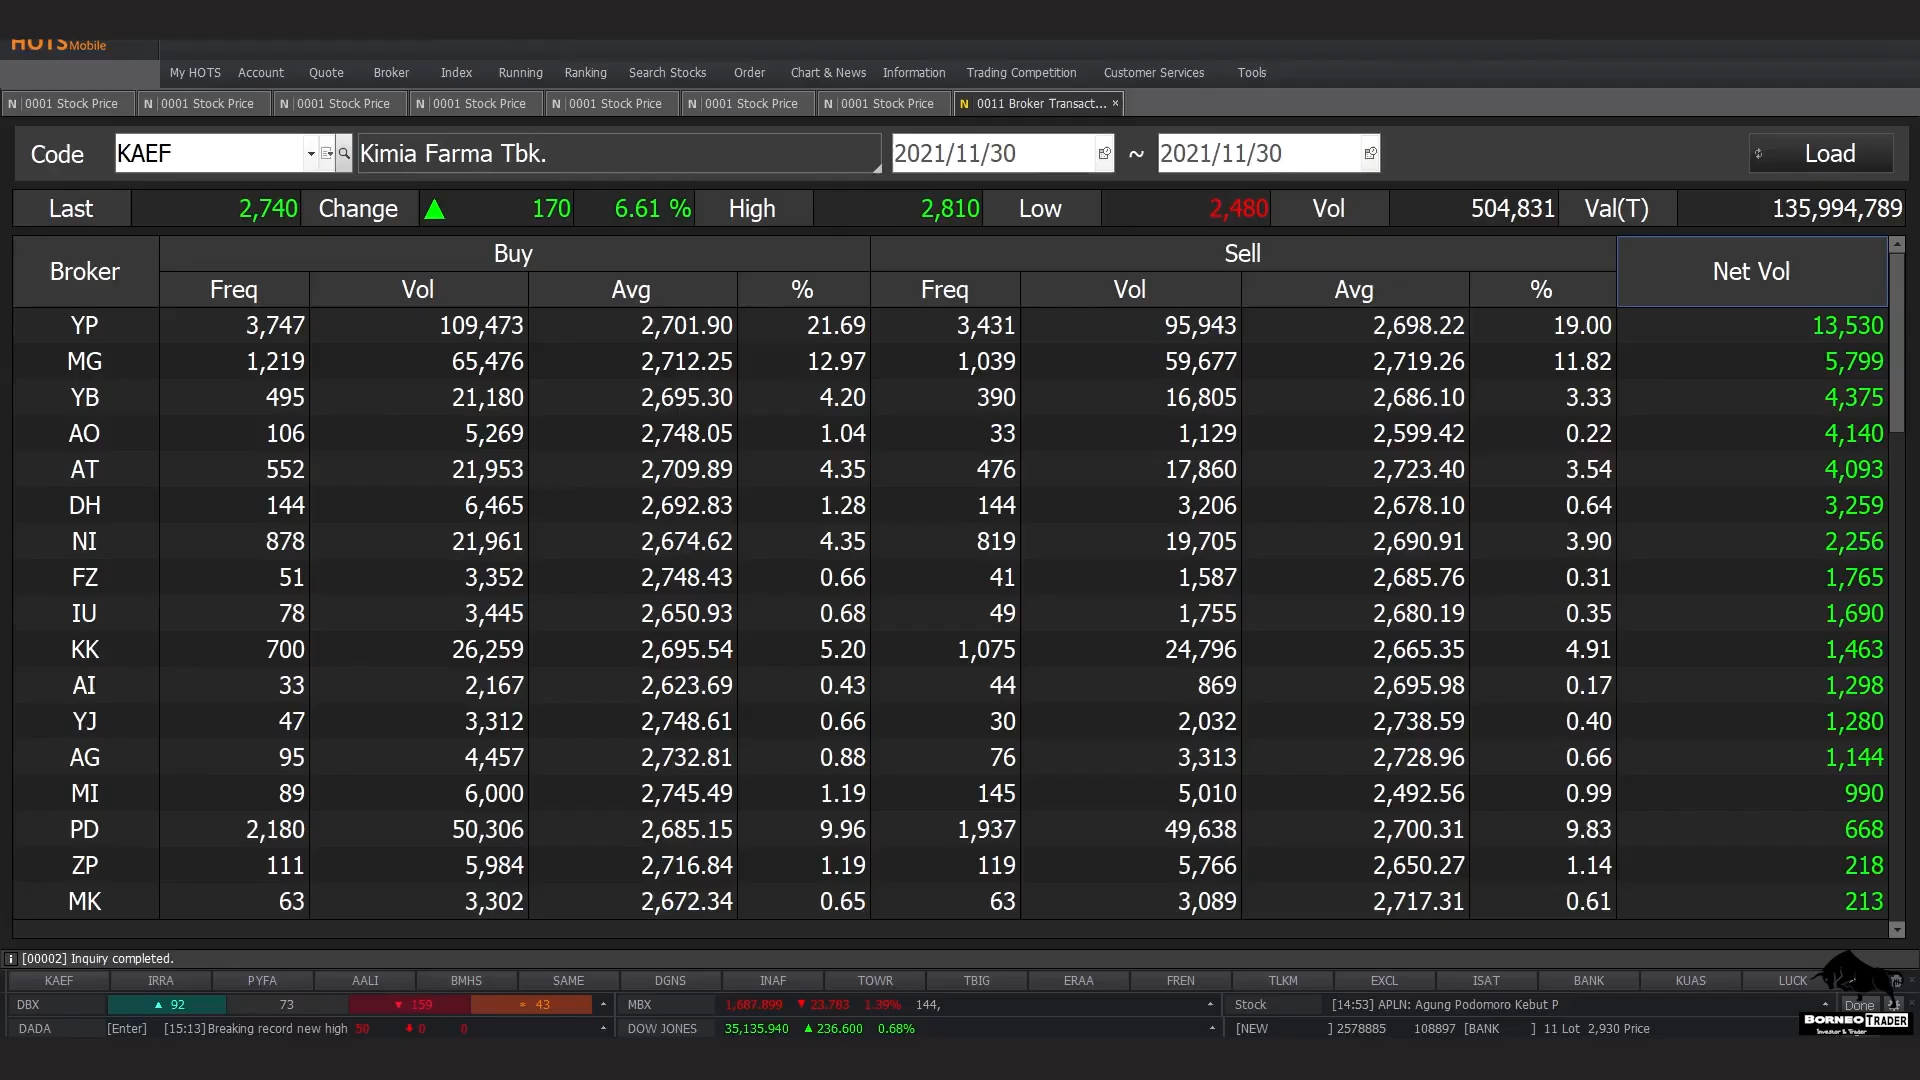 HOTS Mobile
My HOTS Account Quote Broker Index Running Ranking Search Stocks Order Chart & News Information Trading Competition Customer Services Tools
N 0001 Stock Price N 0001 Stock Price N 0001 Stock Price N 0001 Stock Price N 0001 Stock Price N 0001 Stock Price N 0001 Stock Price N 0011 Broker Transact... ×
Code KAEF Kimia Farma Tbk. 2021/11/30 ~ 2021/11/30 Load
Last 2,740 Change ▲ 170 6.61 % High 2,810 Low 2,480 Vol 504,831 Val(T) 135,994,789
Broker Buy Sell Net Vol
Freq Vol Avg % Freq Vol Avg %
YP 3,747 109,473 2,701.90 21.69 3,431 95,943 2,698.22 19.00 13,530
MG 1,219 65,476 2,712.25 12.97 1,039 59,677 2,719.26 11.82 5,799
YB 495 21,180 2,695.30 4.20 390 16,805 2,686.10 3.33 4,375
AO 106 5,269 2,748.05 1.04 33 1,129 2,599.42 0.22 4,140
AT 552 21,953 2,709.89 4.35 476 17,860 2,723.40 3.54 4,093
DH 144 6,465 2,692.83 1.28 144 3,206 2,678.10 0.64 3,259
NI 878 21,961 2,674.62 4.35 819 19,705 2,690.91 3.90 2,256
FZ 51 3,352 2,748.43 0.66 41 1,587 2,685.76 0.31 1,765
IU 78 3,445 2,650.93 0.68 49 1,755 2,680.19 0.35 1,690
KK 700 26,259 2,695.54 5.20 1,075 24,796 2,665.35 4.91 1,463
AI 33 2,167 2,623.69 0.43 44 869 2,695.98 0.17 1,298
YJ 47 3,312 2,748.61 0.66 30 2,032 2,738.59 0.40 1,280
AG 95 4,457 2,732.81 0.88 76 3,313 2,728.96 0.66 1,144
MI 89 6,000 2,745.49 1.19 145 5,010 2,492.56 0.99 990
PD 2,180 50,306 2,685.15 9.96 1,937 49,638 2,700.31 9.83 668
ZP 111 5,984 2,716.84 1.19 119 5,766 2,650.27 1.14 218
MK 63 3,302 2,672.34 0.65 63 3,089 2,717.31 0.61 213
[00002] Inquiry completed.
KAEF IRRA PYFA AALI BMHS SAME DGNS INAF TOWR TBIG ERAA FREN TLKM EXCL ISAT BANK KUAS LUCK
DBX ▲ 92 73 ▼ 159 = 43 MBX 1,687.899 ▼ 23.783 1.39% 144, Stock [14:53] APLN: Agung Podomoro Kebut P Done
DADA [Enter] [15:13]Breaking record new high 50 0 0 DOW JONES 35,135.940 ▲ 236.600 0.68% [NEW ] 2578885 108897 [BANK ] 11 Lot 2,930 Price
BORNEO TRADER
Investor & Trader